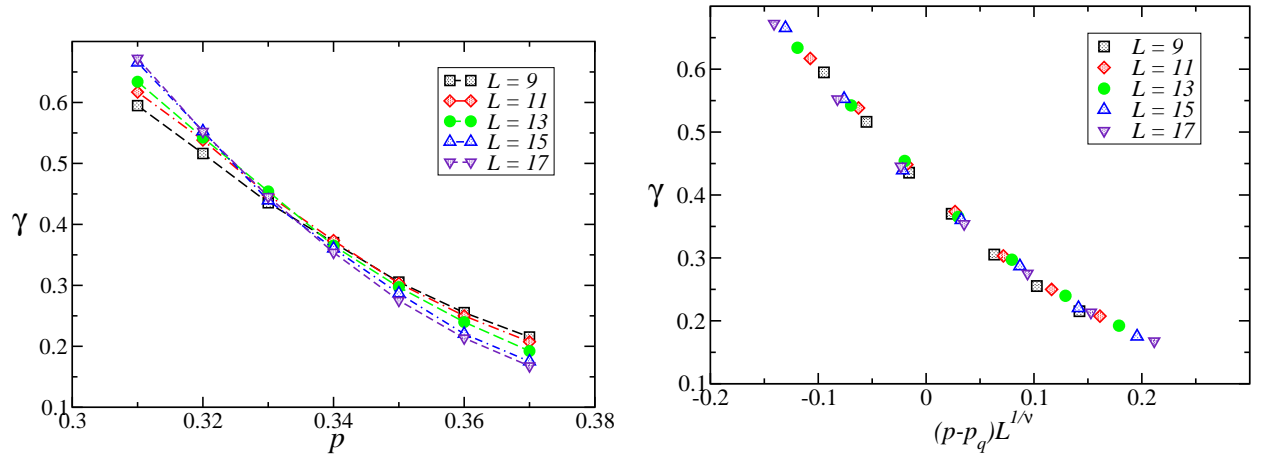 0.6
0.5
0.4
0.3
0.2
0.1
γ
0.3 0.32 0.34 0.36 0.38
p
L = 9
L = 11
L = 13
L = 15
L = 17
0.6
0.5
0.4
0.3
0.2
0.1
γ
-0.2 -0.1 0 0.1 0.2
(p-p_q)L^{1/ν}
L = 9
L = 11
L = 13
L = 15
L = 17